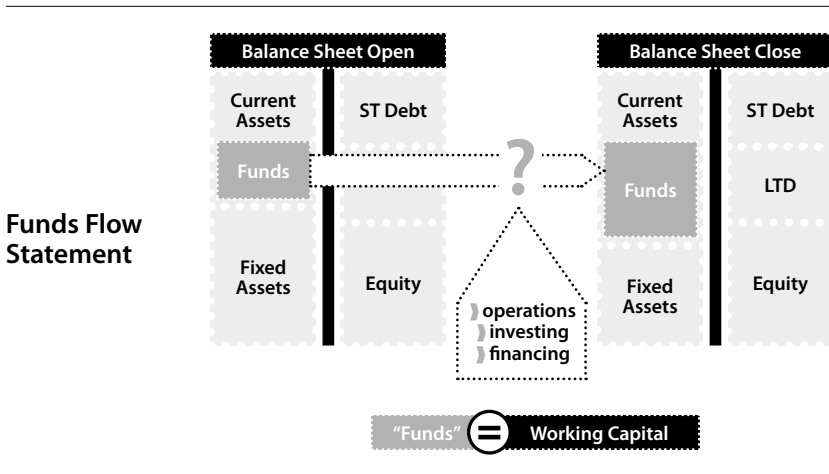 Balance Sheet Open
Balance Sheet Close
Current
Assets
ST Debt
Current
Assets
ST Debt
Funds
?
Funds
LTD
Funds Flow
Statement
Fixed
Assets
Equity
Fixed
Assets
Equity
operations
investing
financing
“Funds” = Working Capital